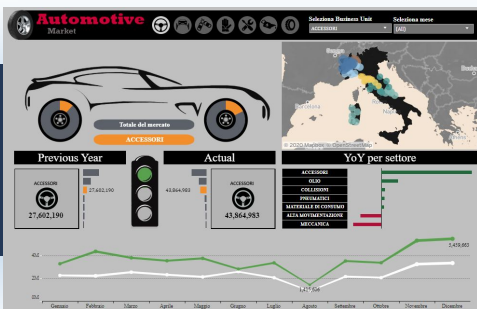 Automotive
Market
Seleziona Business Unit
ACCESSORI
Seleziona mese
(All)
© 2020 Mapbox © OpenStreetMap
Totale del mercato
ACCESSORI
Previous Year
Actual
YoY per settore
ACCESSORI
27,602,190
27,602,190
43,864,983
ACCESSORI
43,864,983
ACCESSORI
OLIO
COLLISIONI
PNEUMATICI
MATERIALE DI CONSUMO
ALTA MOVIMENTAZIONE
MECCANICA
5,459,663
Gennaio
Febbraio
Marzo
Aprile
Maggio
Giugno
Luglio
Agosto
Settembre
Ottobre
Novembre
Dicembre